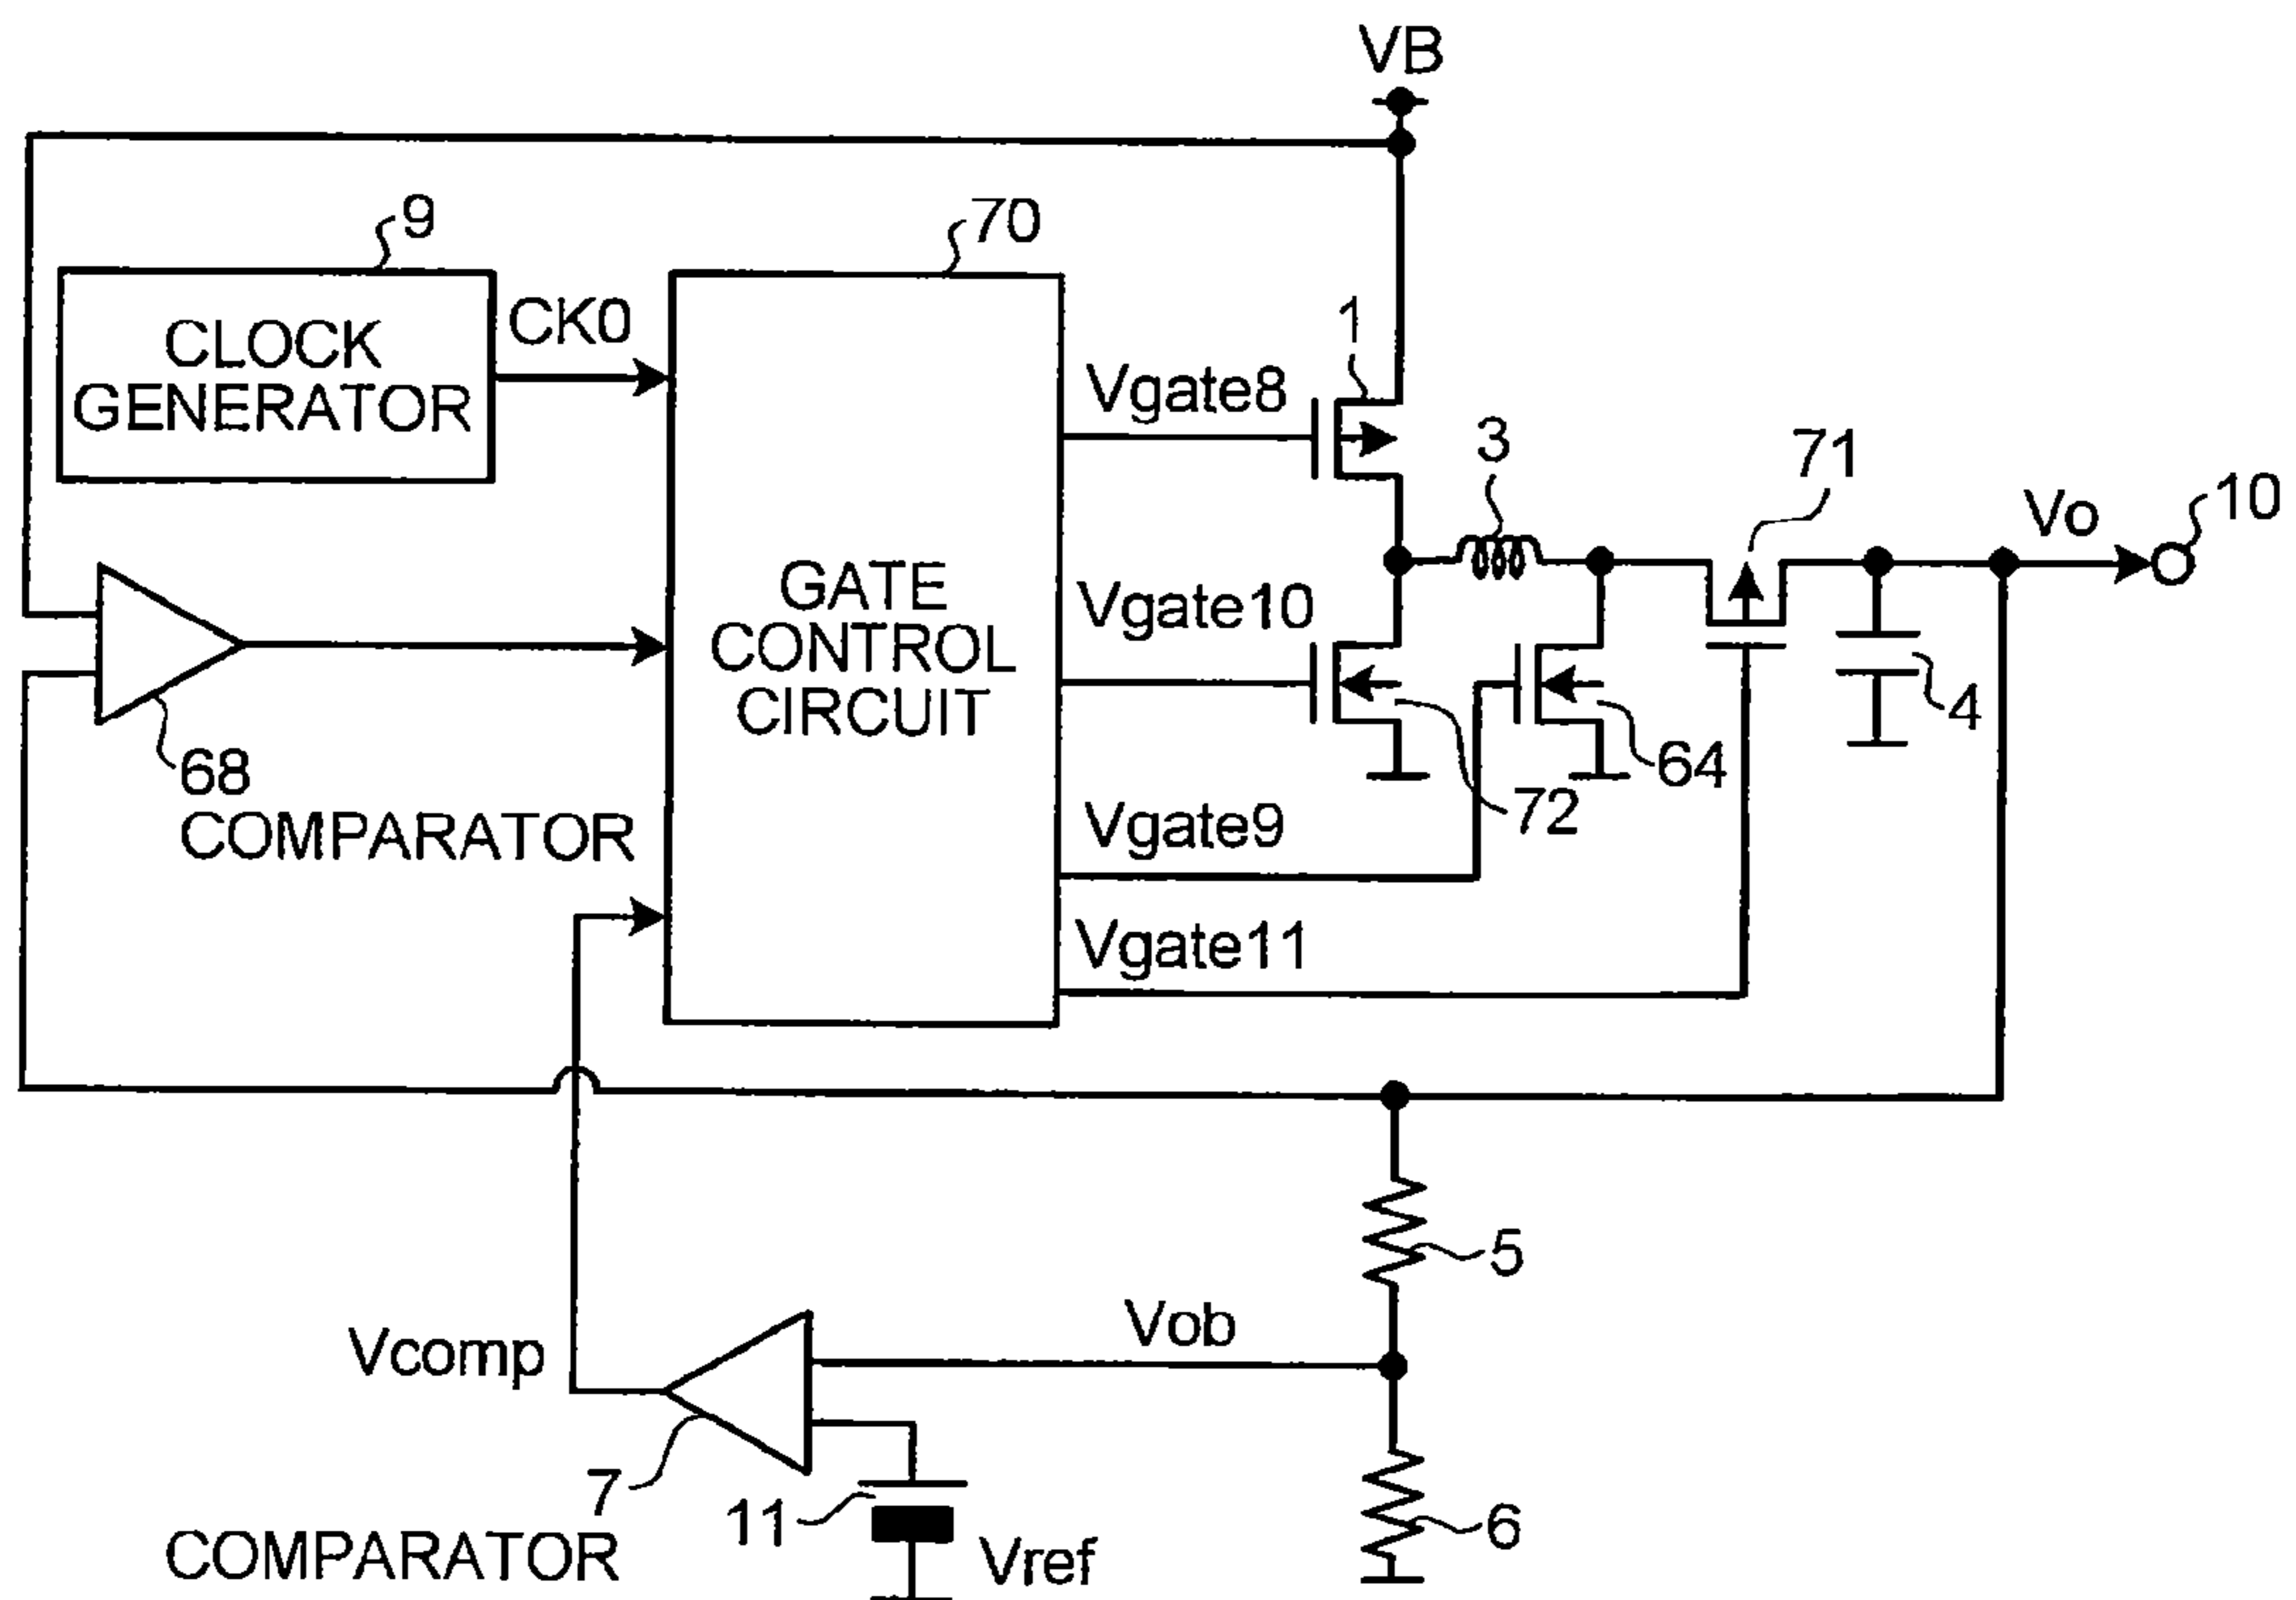 VB
9
70
CLOCK
GENERATOR
CK0
1
Vgate8
3
71
Vo
10
GATE
CONTROL
CIRCUIT
Vgate10
4
68
COMPARATOR
64
72
Vgate9
Vgate11
5
Vob
Vcomp
7
COMPARATOR
11
Vref
6